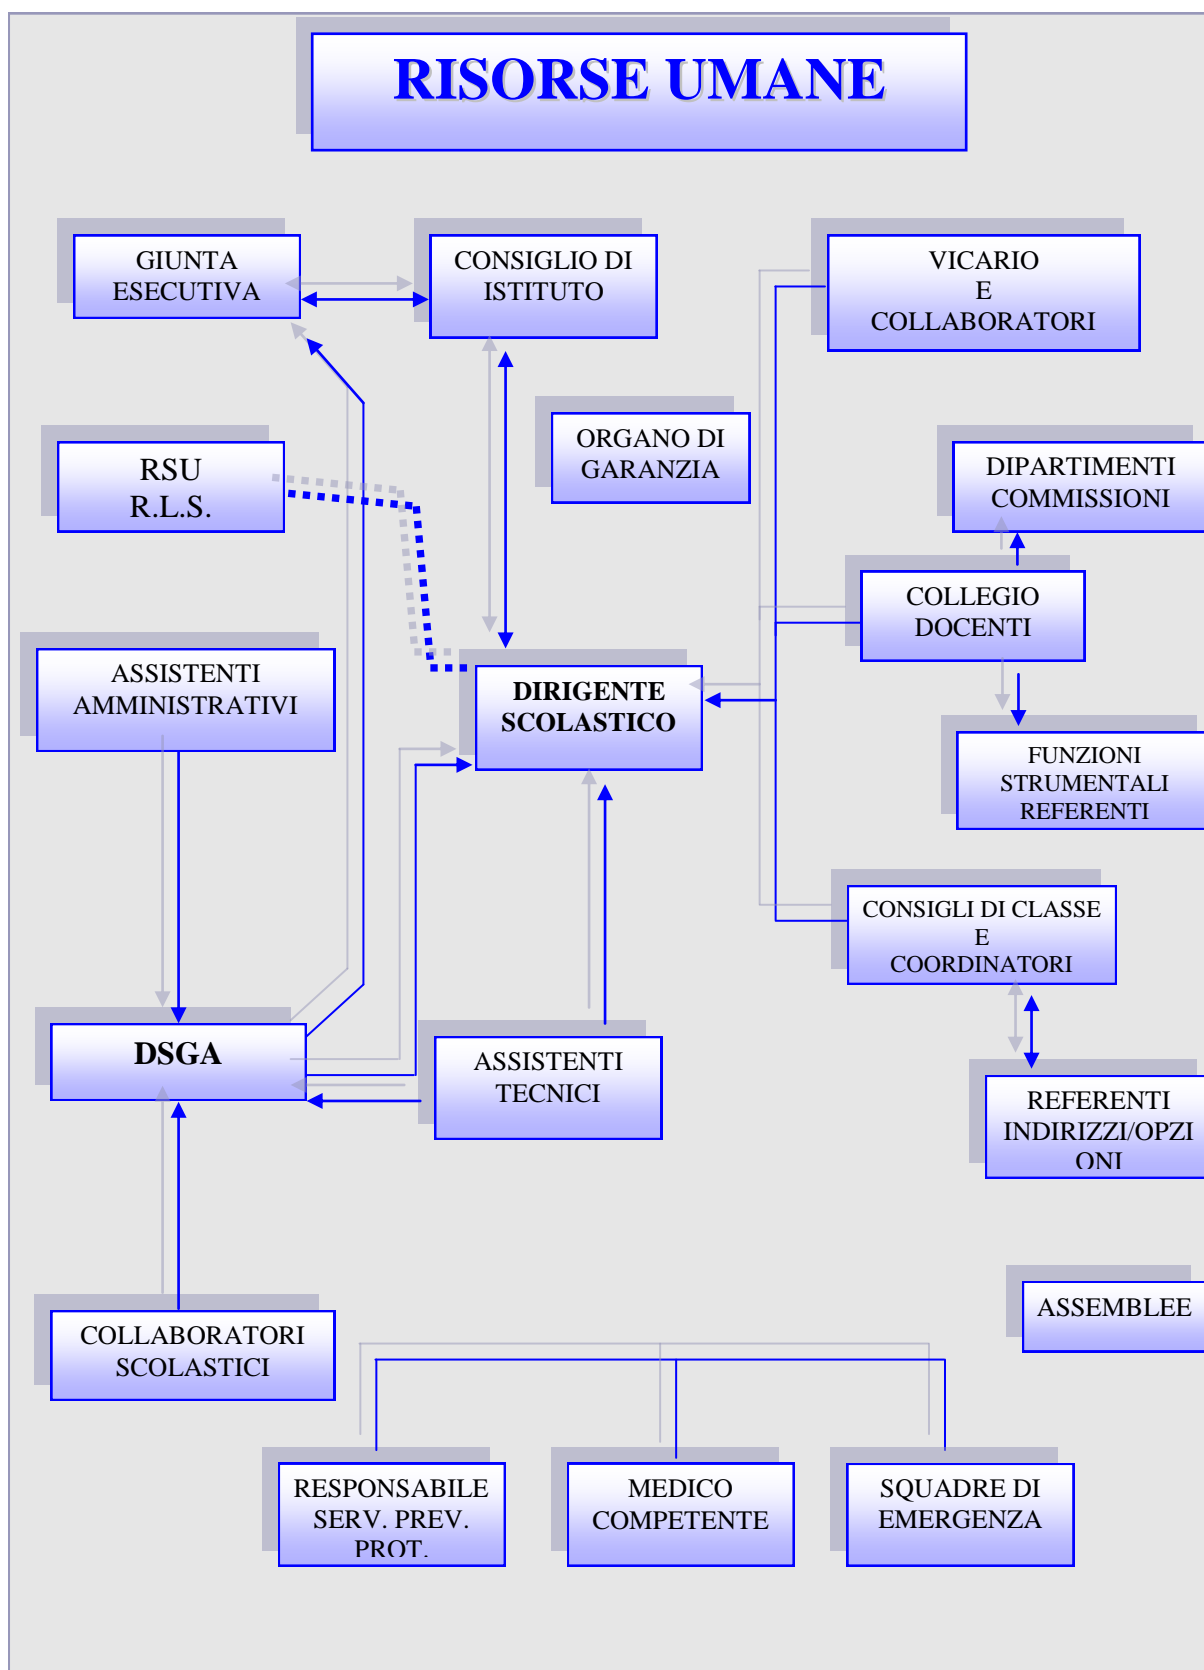 RISORSE UMANE
GIUNTA
ESECUTIVA
CONSIGLIO DI
ISTITUTO
VICARIO
E
COLLABORATORI
ORGANO DI
GARANZIA
RSU
R.L.S.
DIPARTIMENTI
COMMISSIONI
COLLEGIO
DOCENTI
ASSISTENTI
AMMINISTRATIVI
DIRIGENTE
SCOLASTICO
FUNZIONI
STRUMENTALI
REFERENTI
CONSIGLI DI CLASSE
E
COORDINATORI
DSGA
ASSISTENTI
TECNICI
REFERENTI
INDIRIZZI/OPZI
ONI
ASSEMBLEE
COLLABORATORI
SCOLASTICI
RESPONSABILE
SERV. PREV.
PROT.
MEDICO
COMPETENTE
SQUADRE DI
EMERGENZA